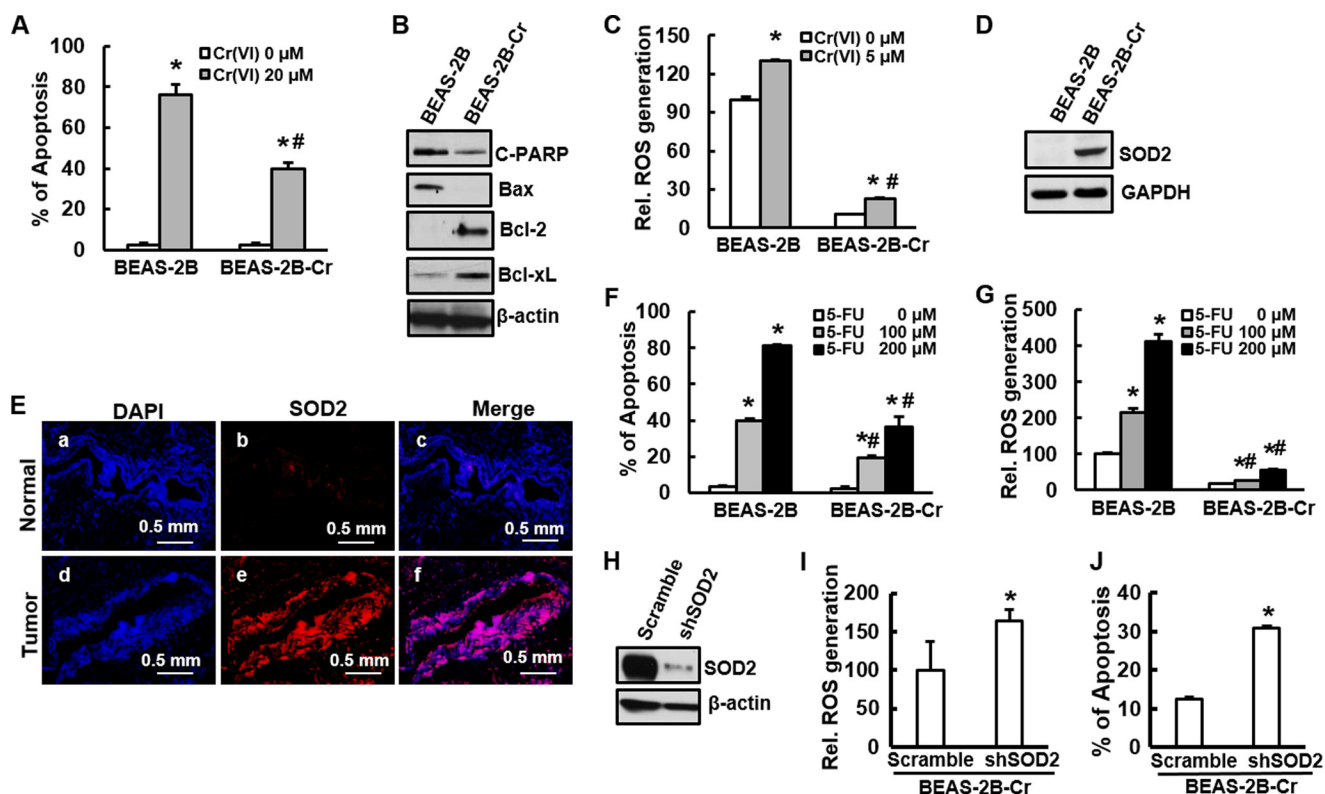 A
% of Apoptosis
100
80
60
40
20
0
Cr(VI) 0 µM
Cr(VI) 20 µM
*
*#
BEAS-2B
BEAS-2B-Cr
B
BEAS-2B
BEAS-2B-Cr
C-PARP
Bax
Bcl-2
Bcl-xL
β-actin
C
Rel. ROS generation
150
120
90
60
30
0
Cr(VI) 0 µM
Cr(VI) 5 µM
*
* #
BEAS-2B
BEAS-2B-Cr
D
BEAS-2B
BEAS-2B-Cr
SOD2
GAPDH
E
DAPI
SOD2
Merge
Normal
a
0.5 mm
b
0.5 mm
c
0.5 mm
Tumor
d
0.5 mm
e
0.5 mm
f
0.5 mm
F
% of Apoptosis
100
80
60
40
20
0
5-FU 0 µM
5-FU 100 µM
5-FU 200 µM
*
*
*#
*#
BEAS-2B
BEAS-2B-Cr
G
Rel. ROS generation
500
400
300
200
100
0
5-FU 0 µM
5-FU 100 µM
5-FU 200 µM
*
*
*#
*#
BEAS-2B
BEAS-2B-Cr
H
Scramble
shSOD2
SOD2
β-actin
I
Rel. ROS generation
200
150
100
50
0
*
Scramble
shSOD2
BEAS-2B-Cr
J
% of Apoptosis
40
30
20
10
0
*
Scramble
shSOD2
BEAS-2B-Cr